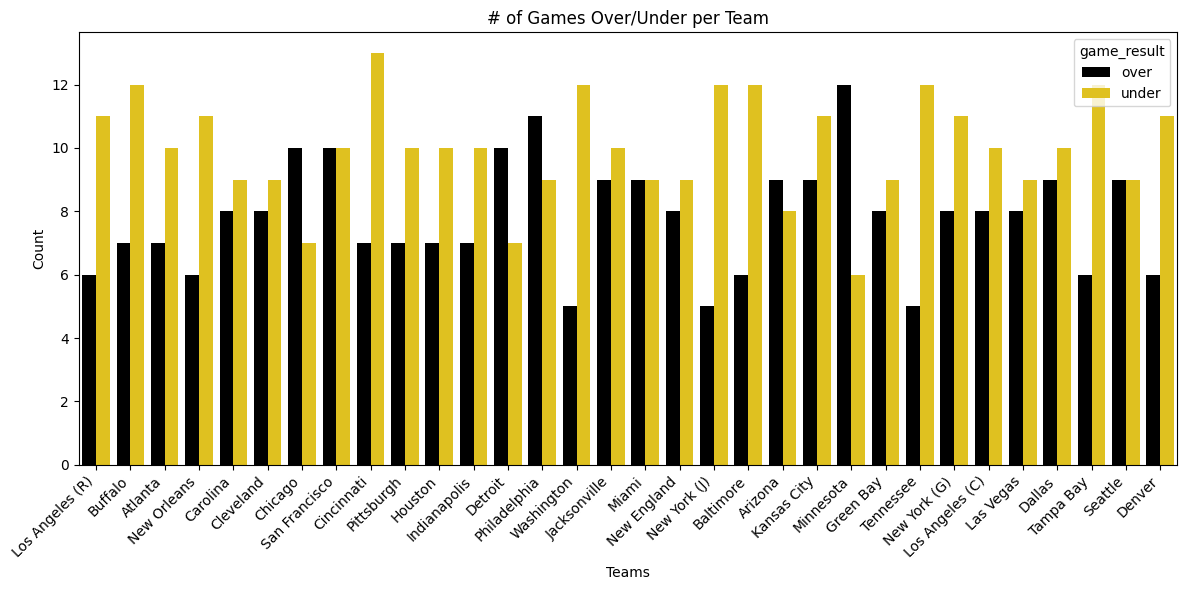 # of Games Over/Under per Team
game_result
over
under
Count
12
10
8
6
4
2
0
Los Angeles (R)
Buffalo
Atlanta
New Orleans
Carolina
Cleveland
Chicago
San Francisco
Cincinnati
Pittsburgh
Houston
Indianapolis
Detroit
Philadelphia
Washington
Jacksonville
Miami
New England
New York (J)
Baltimore
Arizona
Kansas City
Minnesota
Green Bay
Tennessee
New York (G)
Los Angeles (C)
Las Vegas
Dallas
Tampa Bay
Seattle
Denver
Teams